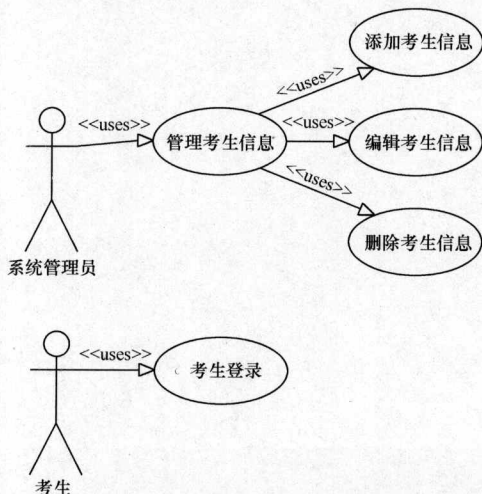 添加考生信息
<<uses>>
<<uses>>
管理考生信息
<<uses>>
编辑考生信息
<<uses>>
删除考生信息
系统管理员
<<uses>>
考生登录
考生